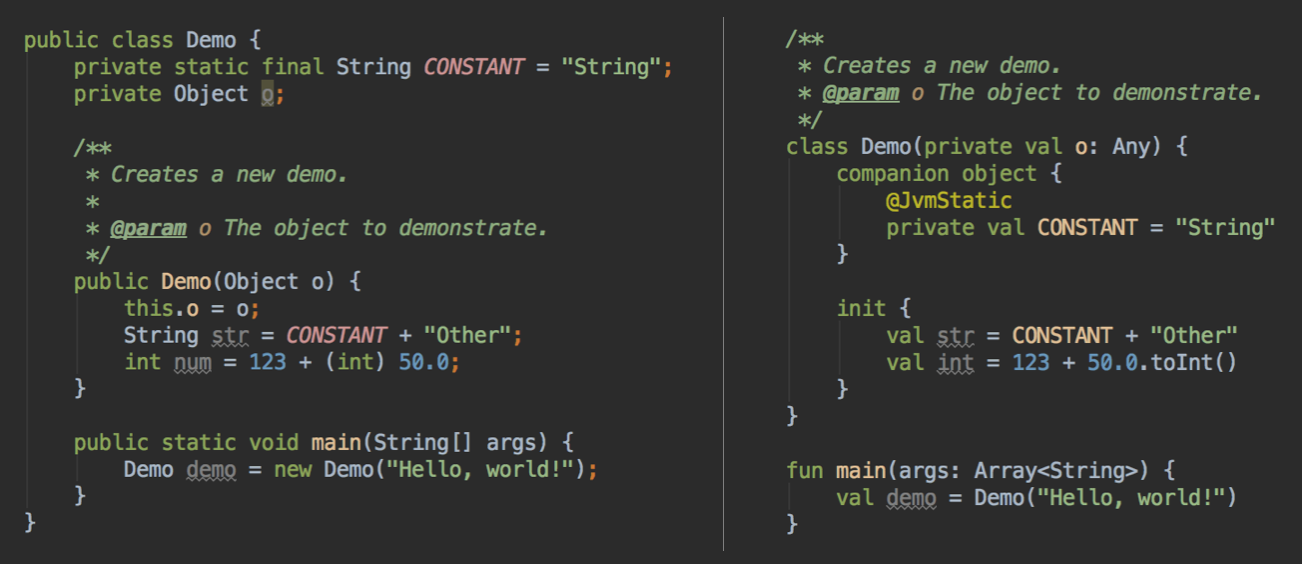 public class Demo {
    private static final String CONSTANT = "String";
    private Object o;

    /**
     * Creates a new demo.
     *
     * @param o The object to demonstrate.
     */
    public Demo(Object o) {
        this.o = o;
        String str = CONSTANT + "Other";
        int num = 123 + (int) 50.0;
    }

    public static void main(String[] args) {
        Demo demo = new Demo("Hello, world!");
    }
}

/**
 * Creates a new demo.
 * @param o The object to demonstrate.
 */
class Demo(private val o: Any) {
    companion object {
        @JvmStatic
        private val CONSTANT = "String"
    }

    init {
        val str = CONSTANT + "Other"
        val int = 123 + 50.0.toInt()
    }
}

fun main(args: Array<String>) {
    val demo = Demo("Hello, world!")
}